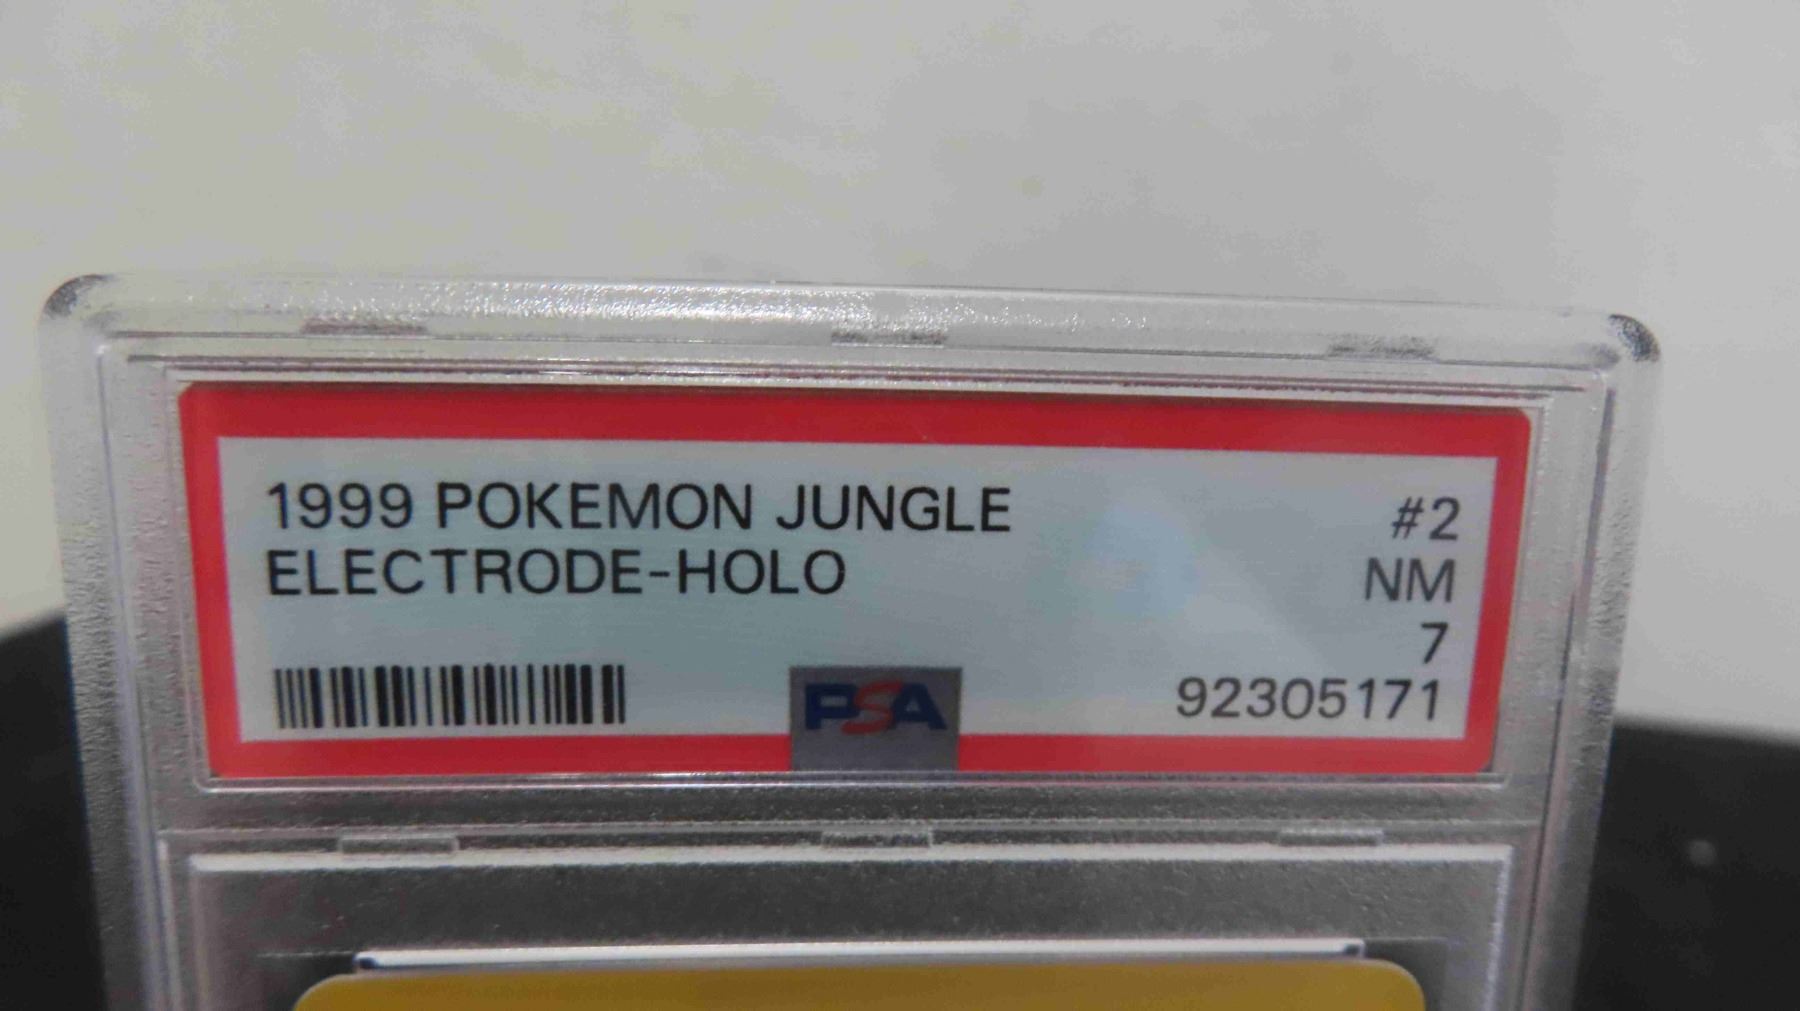 1999 POKEMON JUNGLE #2
ELECTRODE-HOLO NM
7
PSA 92305171